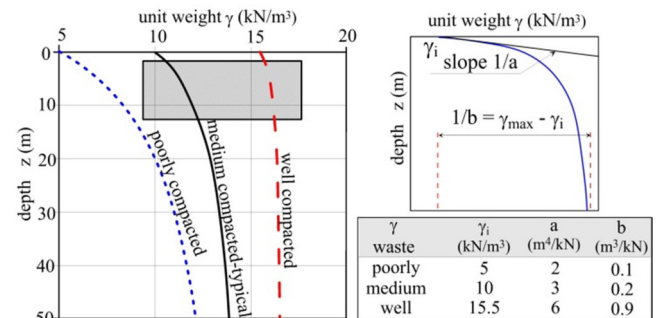 unit weight γ (kN/m³)
5 10 15 20
0
10
20
30
40
50
depth z (m)
poorly compacted
medium compacted-typical
well compacted
unit weight γ (kN/m³)
γi
slope 1/a
1/b = γmax - γi
depth z (m)
γ γi a b
waste (kN/m³) (m⁴/kN) (m³/kN)
poorly 5 2 0.1
medium 10 3 0.2
well 15.5 6 0.9